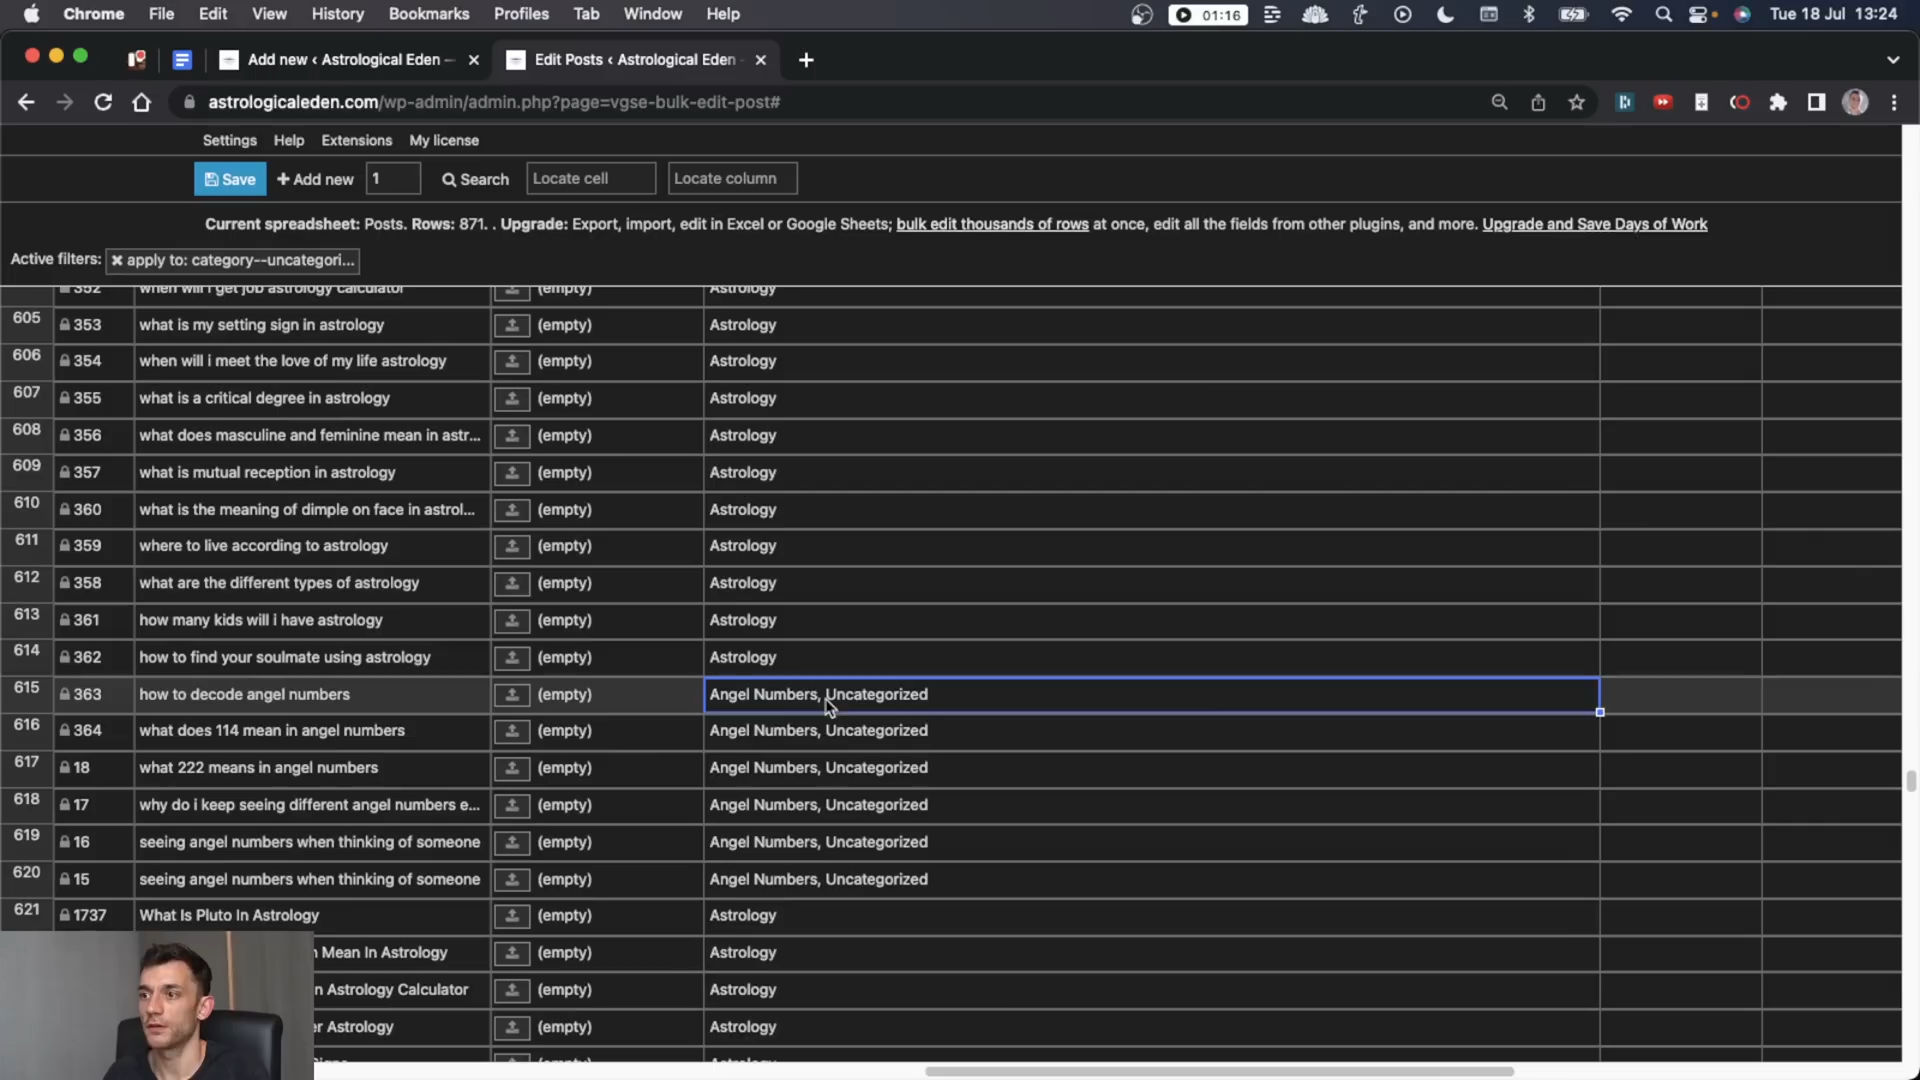 Chrome File Edit View History Bookmarks Profiles Tab Window Help 01:16 Tue 18 Jul 13:24
Add new ‹ Astrological Eden — Edit Posts ‹ Astrological Eden
astrologicaleden.com/wp-admin/admin.php?page=vgse-bulk-edit-post#
Settings Help Extensions My license
Save + Add new 1 Search Locate cell Locate column
Current spreadsheet: Posts. Rows: 871. . Upgrade: Export, import, edit in Excel or Google Sheets; bulk edit thousands of rows at once, edit all the fields from other plugins, and more. Upgrade and Save Days of Work
Active filters: ✖ apply to: category--uncategori...
352 when will i get job astrology calculator (empty) Astrology
605 353 what is my setting sign in astrology (empty) Astrology
606 354 when will i meet the love of my life astrology (empty) Astrology
607 355 what is a critical degree in astrology (empty) Astrology
608 356 what does masculine and feminine mean in astr... (empty) Astrology
609 357 what is mutual reception in astrology (empty) Astrology
610 360 what is the meaning of dimple on face in astrol... (empty) Astrology
611 359 where to live according to astrology (empty) Astrology
612 358 what are the different types of astrology (empty) Astrology
613 361 how many kids will i have astrology (empty) Astrology
614 362 how to find your soulmate using astrology (empty) Astrology
615 363 how to decode angel numbers (empty) Angel Numbers, Uncategorized
616 364 what does 114 mean in angel numbers (empty) Angel Numbers, Uncategorized
617 18 what 222 means in angel numbers (empty) Angel Numbers, Uncategorized
618 17 why do i keep seeing different angel numbers e... (empty) Angel Numbers, Uncategorized
619 16 seeing angel numbers when thinking of someone (empty) Angel Numbers, Uncategorized
620 15 seeing angel numbers when thinking of someone (empty) Angel Numbers, Uncategorized
621 1737 What Is Pluto In Astrology (empty) Astrology
Mean In Astrology (empty) Astrology
Astrology Calculator (empty) Astrology
Astrology (empty) Astrology